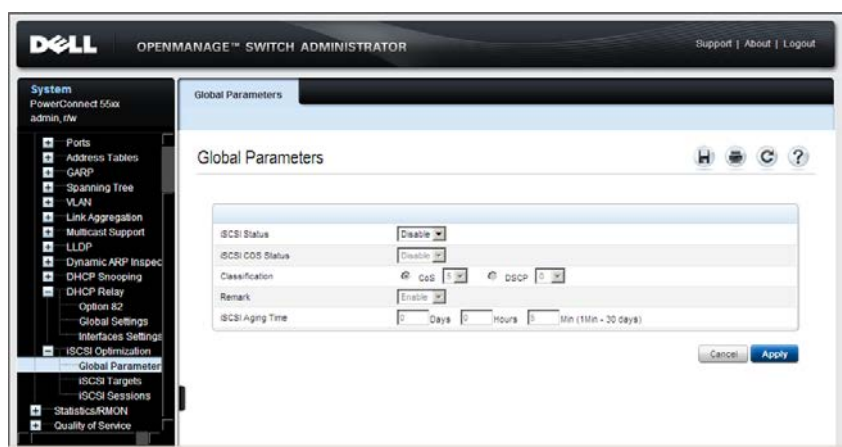 DELL OPENMANAGE™ SWITCH ADMINISTRATOR Support | About | Logout
System
PowerConnect 55xx
admin, r/w
Ports
Address Tables
GARP
Spanning Tree
VLAN
Link Aggregation
Multicast Support
LLDP
Dynamic ARP Inspec
DHCP Snooping
DHCP Relay
Option 82
Global Settings
Interfaces Settings
iSCSI Optimization
Global Parameter
iSCSI Targets
iSCSI Sessions
Statistics/RMON
Quality of Service
Global Parameters
Global Parameters
iSCSI Status Disable
iSCSI COS Status Disable
Classification CoS 5 DSCP 0
Remark Enable
iSCSI Aging Time 0 Days 0 Hours 5 Min (1Min - 30 days)
Cancel Apply